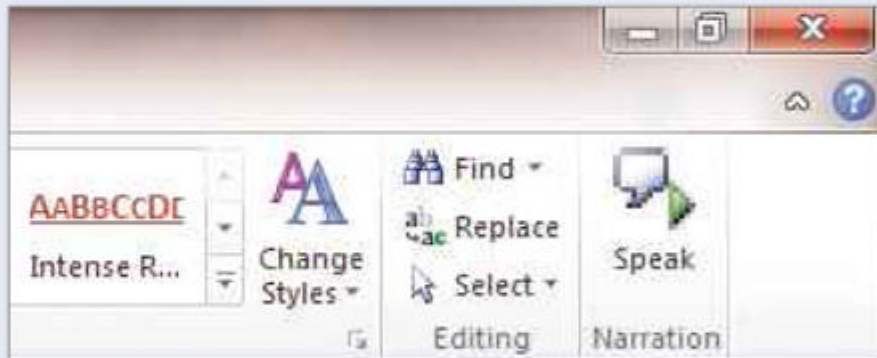 AABBCCDD
Intense R...
Change
Styles
Find
Replace
Select
Editing
Speak
Narration